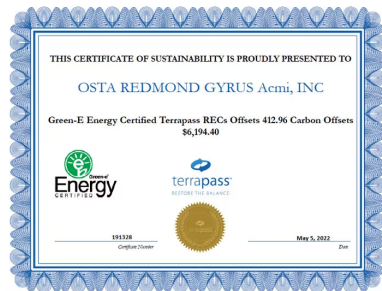 THIS CERTIFICATE OF SUSTAINABILITY IS PROUDLY PRESENTED TO
OSTA REDMOND GYRUS Acmi, INC
Green-E Energy Certified Terrapass RECs Offsets 412.96 Carbon Offsets
$6,194.40
Green-e
Energy
CERTIFIED
terrapass
RESTORE THE BALANCE
191328
Certificate Number
May 5, 2022
Date